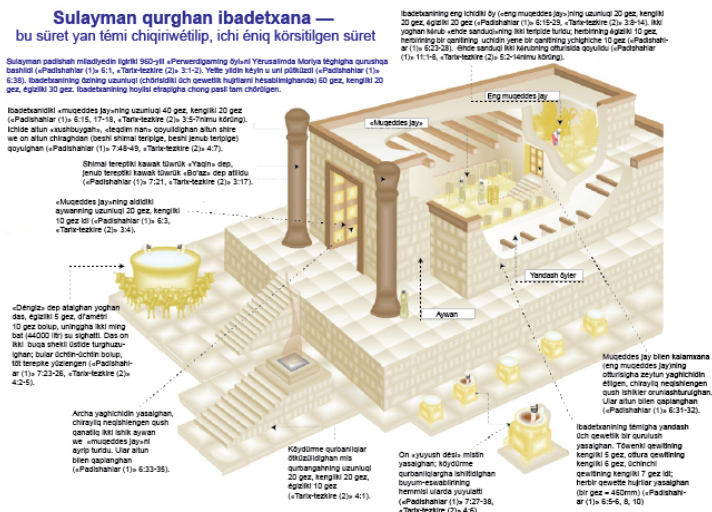 Sulayman qurghan ibadetxana —
bu süret yan témi chiqiriwétilip, ichi éniq körsitilgen süret
Sulayman padishah miladiyedin ilgiriki 960-yili «Perwerdigarning öyi»ni Yérusalimda Moriya téghigha qurushqa
bashlidi («Padishahlar (1)» 6:1, «Tarix-tezkire (2)» 3:1-2). Yette yildin kéyin u uni pütküzdi («Padishahlar (1)»
6:38). Ibadetxanining özining uzunluqi (chörisidiki üch qewetlik hujrilarni hésablimighanda) 60 gez, kengliki 20
gez, égizliki 30 gez. Ibadetxanining hoylisi etrapigha chong pasil tam chörülgen.
Ibadetxanidiki «muqeddes jay»ning uzunluqi 40 gez, kengliki 20 gez
(«Padishahlar (1)» 6:15, 17-18, «Tarix-tezkire (2)» 3:5-7nimu körüng).
Ichide altun «xushbuygah», «teqdim nan» qoyulidighan altun shire
we on altun chiraghdan (beshi shimal teripige, beshi jenub teripige)
qoyulghan («Padishahlar (1)» 7:48-49, «Tarix-tezkire (2)» 4:7).
Shimal tereptiki kawak tüwrük «Yaqin» dep,
jenub tereptiki kawak tüwrük «Bo'az» dep atildu
(«Padishahlar (1)» 7:21, «Tarix-tezkire (2)» 3:17).
«Muqeddes jay»ning aldidiki
aywanning uzunluqi 20 gez, kengliki
10 gez idi («Padishahlar (1)» 6:3,
«Tarix-tezkire (2)» 3:4).
«Déngiz» dep atalghan yoghan
das, égizliki 5 gez, di'amétri
10 gez bolup, uninggha ikki ming
bat (44000 litr) su sighatti. Das on
ikki buqa shekli üstide turghuzu-
lghan; bular üchtin-üchtin bolup,
töt terepke yüzlengen («Padishahl-
ar (1)» 7:23-26, «Tarix-tezkire (2)»
4:2-5).
Archa yaghichidin yasalghan,
chirayliq neqishlengen qosh
qanatliq ikki ishik aywan
we «muqeddes jay»ni
ayrip turidu. Ular altun
bilen qaplanghan
(«Padishahlar (1)» 6:33-35).
Köydürme qurbanliqlar
ötküzülidighan mis
qurbangahning uzunluqi
20 gez, kengliki 20 gez,
égizliki 10 gez
(«Tarix-tezkire (2)» 4:1).
On «yuyush dési» mistin
yasalghan; köydürme
qurbanliqlargha ishlitidighan
buyum-eswablirining
hemmisi ularda yuyulatti
(«Padishahlar (1)» 7:27-38,
«Tarix-tezkire (2)» 4:6)
Ibadetxanining eng ichidiki öy («eng muqeddes jay»)ning uzunluqi 20 gez, kengliki
20 gez, égizliki 20 gez («Padishahlar (1)» 6:15-29, «Tarix-tezkire (2)» 3:8-14). Ikki
yoghan kérub «ehde sanduqi»ning ikki teripide turidu; herbirining égizliki 10 gez,
herbirining bir qanitining uchidin yene bir qanitining uchighiche 10 gez («Padishahl-
ar (1)» 6:23-28). Ehde sanduqi ikki kérubning otturisida qoyuldi («Padishahlar
(1)» 11:1-8, «Tarix-tezkire (2)» 5:2-14nimu körüng).
Eng muqeddes jay
«Muqeddes jay»
Yandash öyler
Aywan
Muqeddes jay bilen kalamxana
(eng muqeddes jay)ning
otturisigha zeytun yaghichidin
étilgen, chirayliq neqishlengen
qosh ishikler orunlashturulghan.
Ular altun bilen qaplanghan
(«Padishahlar (1)» 6:31-32).
Ibadetxanining témigha yandash
üch qewetlik bir qurulush
yasalghan. Töwenki qewitining
kengliki 5 gez, ottura qewitining
kengliki 6 gez, üchinchi
qewitining kengliki 7 gez idi;
herbir qewette hujrilar yasalghan
(bir gez = 460mm) («Padishahl-
ar (1)» 6:5-6, 8, 10)